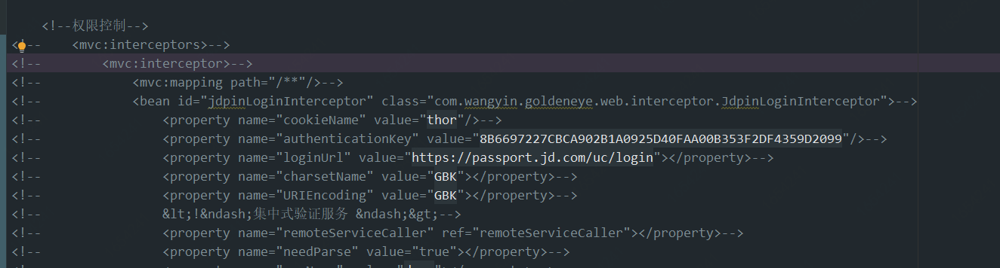 <!--权限控制-->
<!--    <mvc:interceptors>-->
<!--        <mvc:interceptor>-->
<!--            <mvc:mapping path="/**"/>-->
<!--            <bean id="jdpinLoginInterceptor" class="com.wangyin.goldeneye.web.interceptor.JdpinLoginInterceptor">-->
<!--                <property name="cookieName" value="thor"/>-->
<!--                <property name="authenticationKey" value="8B6697227CBCA902B1A0925D40FAA00B353F2DF4359D2099"/>-->
<!--                <property name="loginUrl" value="https://passport.jd.com/uc/login"></property>-->
<!--                <property name="charsetName" value="GBK"></property>-->
<!--                <property name="URIEncoding" value="GBK"></property>-->
<!--                &lt;!&ndash;集中式验证服务 &ndash;&gt;-->
<!--                <property name="remoteServiceCaller" ref="remoteServiceCaller"></property>-->
<!--                <property name="needParse" value="true"></property>-->